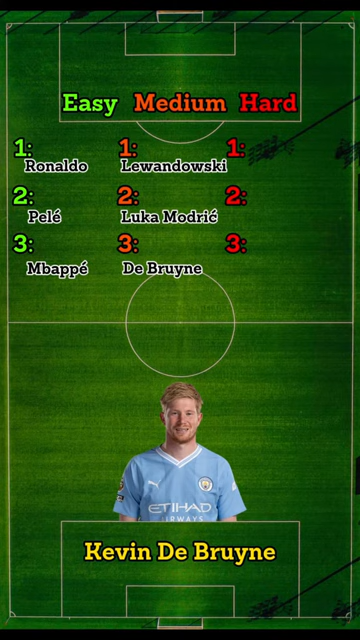 Easy Medium Hard
1: 1: 1:
Ronaldo Lewandowski
2: 2: 2:
Pelé Luka Modrić
3: 3: 3:
Mbappé De Bruyne
ETIHAD
AIRWAYS
Kevin De Bruyne